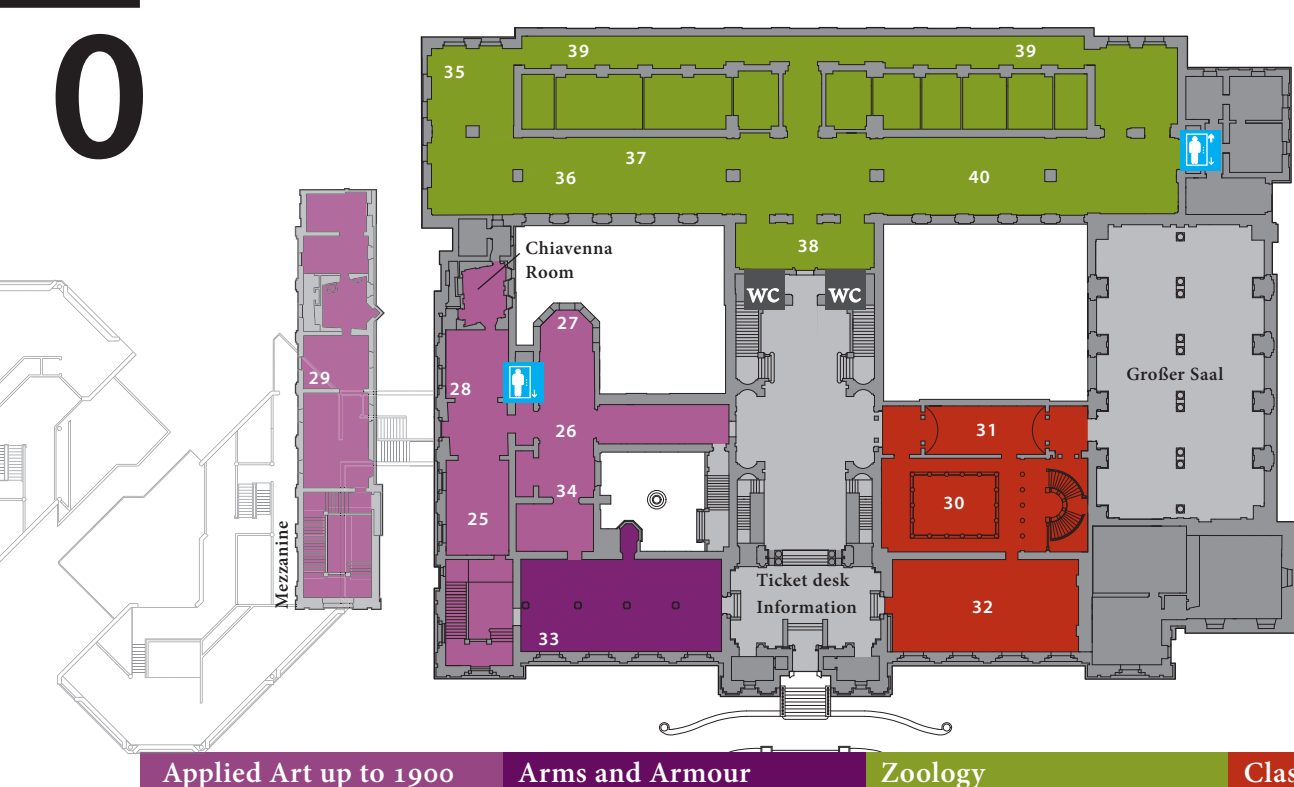 0
39
39
35
37
36
40
38
Chiavenna
Room
WC
WC
27
Großer Saal
29
28
26
31
34
30
25
Mezzanine
Ticket desk
Information
32
33
Applied Art up to 1900
Arms and Armour
Zoology
Clas